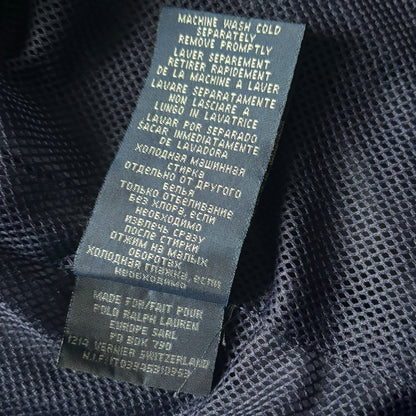 MACHINE WASH COLD
SEPARATELY
REMOVE PROMPTLY
LAVER SEPAREMENT
RETIRER RAPIDEMENT
DE LA MACHINE A LAVER
LAVARE SEPARATAMENTE
NON LASCIARE A
LUNGO IN LAVATRICE
LAVAR POR SEPARADO
SACAR INMEDIATAMENTE
DE LAVADORA
ХОЛОДНАЯ МАШИННАЯ
СТИРКА
ОТДЕЛЬНО ОТ ДРУГОГО
БЕЛЬЯ
ТОЛЬКО ОТБЕЛИВАНИЕ
БЕЗ ХЛОРА, ЕСЛИ
НЕОБХОДИМО
ИЗВЛЕЧЬ СРАЗУ
ПОСЛЕ СТИРКИ
ОТЖИМ НА МАЛЫХ
ОБОРОТАХ
ХОЛОДНАЯ ГЛАЖКА, ЕСЛИ
НЕОБХОДИМО
MADE FOR/FAIT POUR
POLO RALPH LAUREN
EUROPE SARL
PO BOX 790
1214 VERNIER SWITZERLAND
N.I.F.